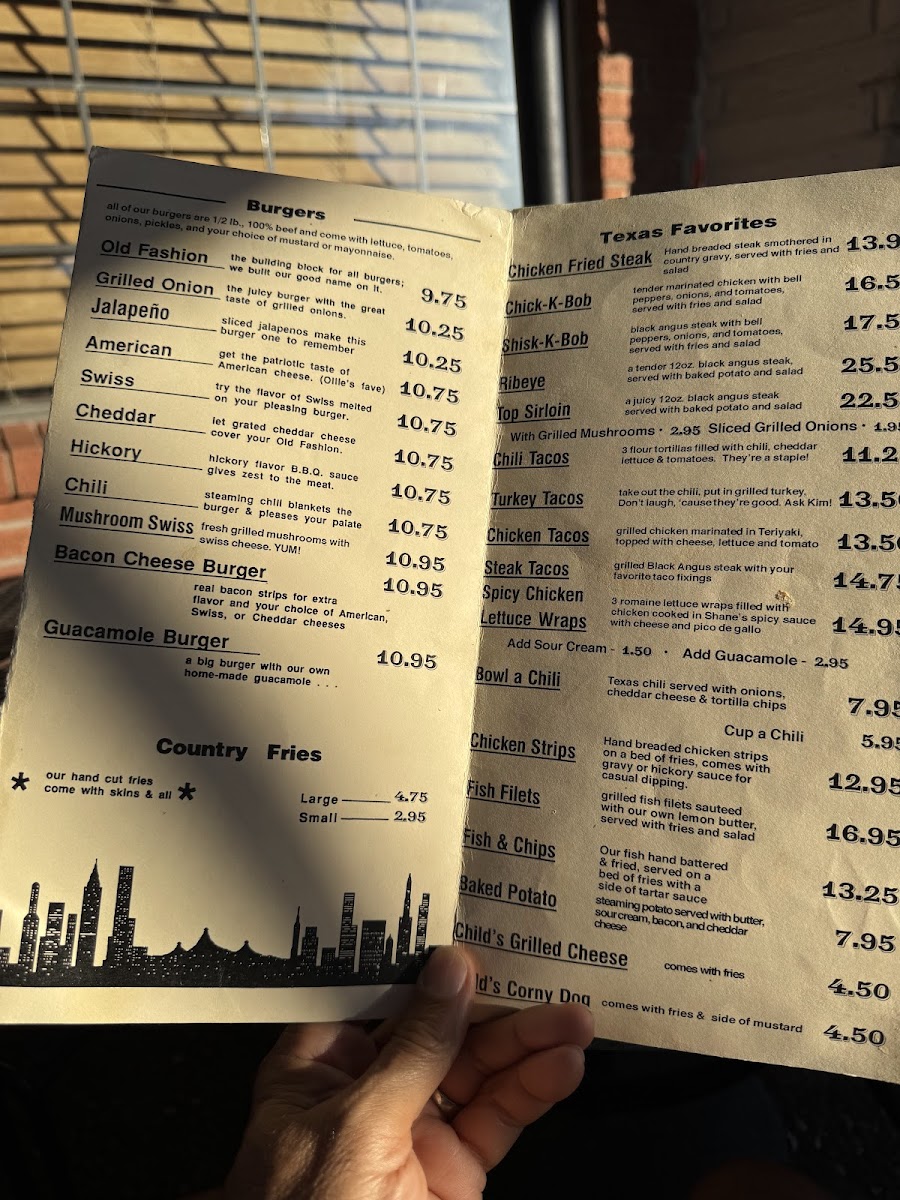 Burgers
all of our burgers are 1/2 lb., 100% beef and come with lettuce, tomatoes,
onions, pickles, and your choice of mustard or mayonnaise.
Old Fashion the building block for all burgers; 9.75
we built our good name on it.
Grilled Onion the juicy burger with the great 10.25
taste of grilled onions.
Jalapeño sliced jalapenos make this 10.25
burger one to remember
American get the patriotic taste of 10.75
American cheese. (Ollie's fave)
Swiss try the flavor of Swiss melted 10.75
on your pleasing burger.
Cheddar let grated cheddar cheese 10.75
cover your Old Fashion.
Hickory hickory flavor B.B.Q. sauce 10.75
gives zest to the meat.
Chili steaming chili blankets the 10.75
burger & pleases your palate
Mushroom Swiss fresh grilled mushrooms with 10.95
swiss cheese. YUM!
Bacon Cheese Burger 10.95
real bacon strips for extra
flavor and your choice of American,
Swiss, or Cheddar cheeses
Guacamole Burger 10.95
a big burger with our own
home-made guacamole . . .
Country Fries
* our hand cut fries
come with skins & all *
Large 4.75
Small 2.95
Texas Favorites
Chicken Fried Steak Hand breaded steak smothered in 13.9
country gravy, served with fries and
salad
Chick-K-Bob tender marinated chicken with bell 16.5
peppers, onions, and tomatoes,
served with fries and salad
Shisk-K-Bob black angus steak with bell 17.5
peppers, onions, and tomatoes,
served with fries and salad
Ribeye a tender 12oz. black angus steak, 25.5
served with baked potato and salad
Top Sirloin a juicy 12oz. black angus steak 22.5
served with baked potato and salad
With Grilled Mushrooms · 2.95 Sliced Grilled Onions · 1.95
Chili Tacos 3 flour tortillas filled with chili, cheddar 11.2
lettuce & tomatoes. They're a staple!
Turkey Tacos take out the chili, put in grilled turkey. 13.50
Don't laugh, 'cause they're good. Ask Kim!
Chicken Tacos grilled chicken marinated in Teriyaki, 13.50
topped with cheese, lettuce and tomato
Steak Tacos grilled Black Angus steak with your 14.75
favorite taco fixings
Spicy Chicken
Lettuce Wraps 3 romaine lettuce wraps filled with 14.95
chicken cooked in Shane's spicy sauce
with cheese and pico de gallo
Add Sour Cream - 1.50 · Add Guacamole - 2.95
Bowl a Chili Texas chili served with onions, 7.95
cheddar cheese & tortilla chips
Cup a Chili 5.95
Chicken Strips Hand breaded chicken strips 12.95
on a bed of fries, comes with
gravy or hickory sauce for
casual dipping.
Fish Filets grilled fish filets sauteed 16.95
with our own lemon butter,
served with fries and salad
Fish & Chips Our fish hand battered 13.25
& fried, served on a
bed of fries with a
side of tartar sauce
Baked Potato steaming potato served with butter, 7.95
sour cream, bacon, and cheddar
cheese
Child's Grilled Cheese comes with fries 4.50
ld's Corny Dog comes with fries & side of mustard 4.50